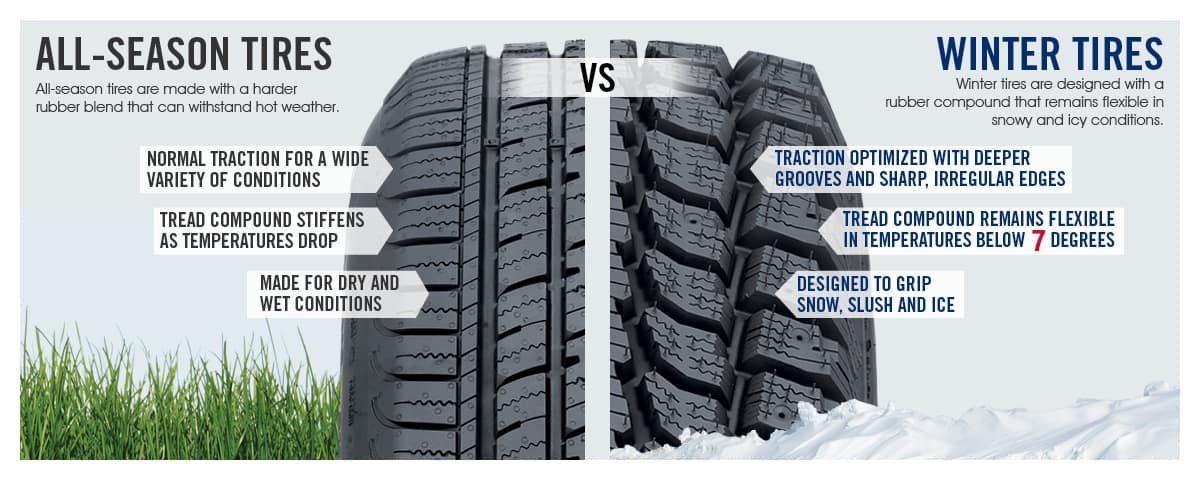 ALL-SEASON TIRES
All-season tires are made with a harder
rubber blend that can withstand hot weather.
NORMAL TRACTION FOR A WIDE
VARIETY OF CONDITIONS
TREAD COMPOUND STIFFENS
AS TEMPERATURES DROP
MADE FOR DRY AND
WET CONDITIONS
VS
WINTER TIRES
Winter tires are designed with a
rubber compound that remains flexible in
snowy and icy conditions.
TRACTION OPTIMIZED WITH DEEPER
GROOVES AND SHARP, IRREGULAR EDGES
TREAD COMPOUND REMAINS FLEXIBLE
IN TEMPERATURES BELOW 7 DEGREES
DESIGNED TO GRIP
SNOW, SLUSH AND ICE